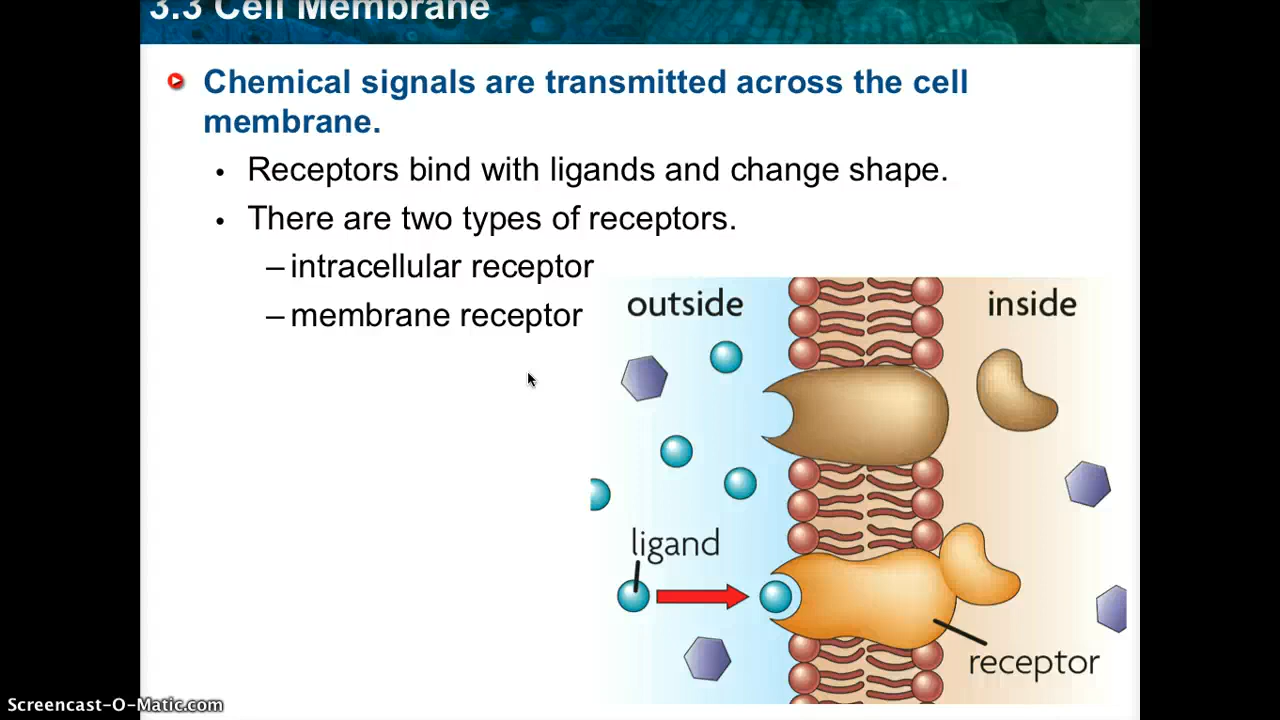 3.3 Cell Membrane
Chemical signals are transmitted across the cell
membrane.
• Receptors bind with ligands and change shape.
• There are two types of receptors.
– intracellular receptor
– membrane receptor
outside
inside
ligand
receptor
Screencast-O-Matic.com